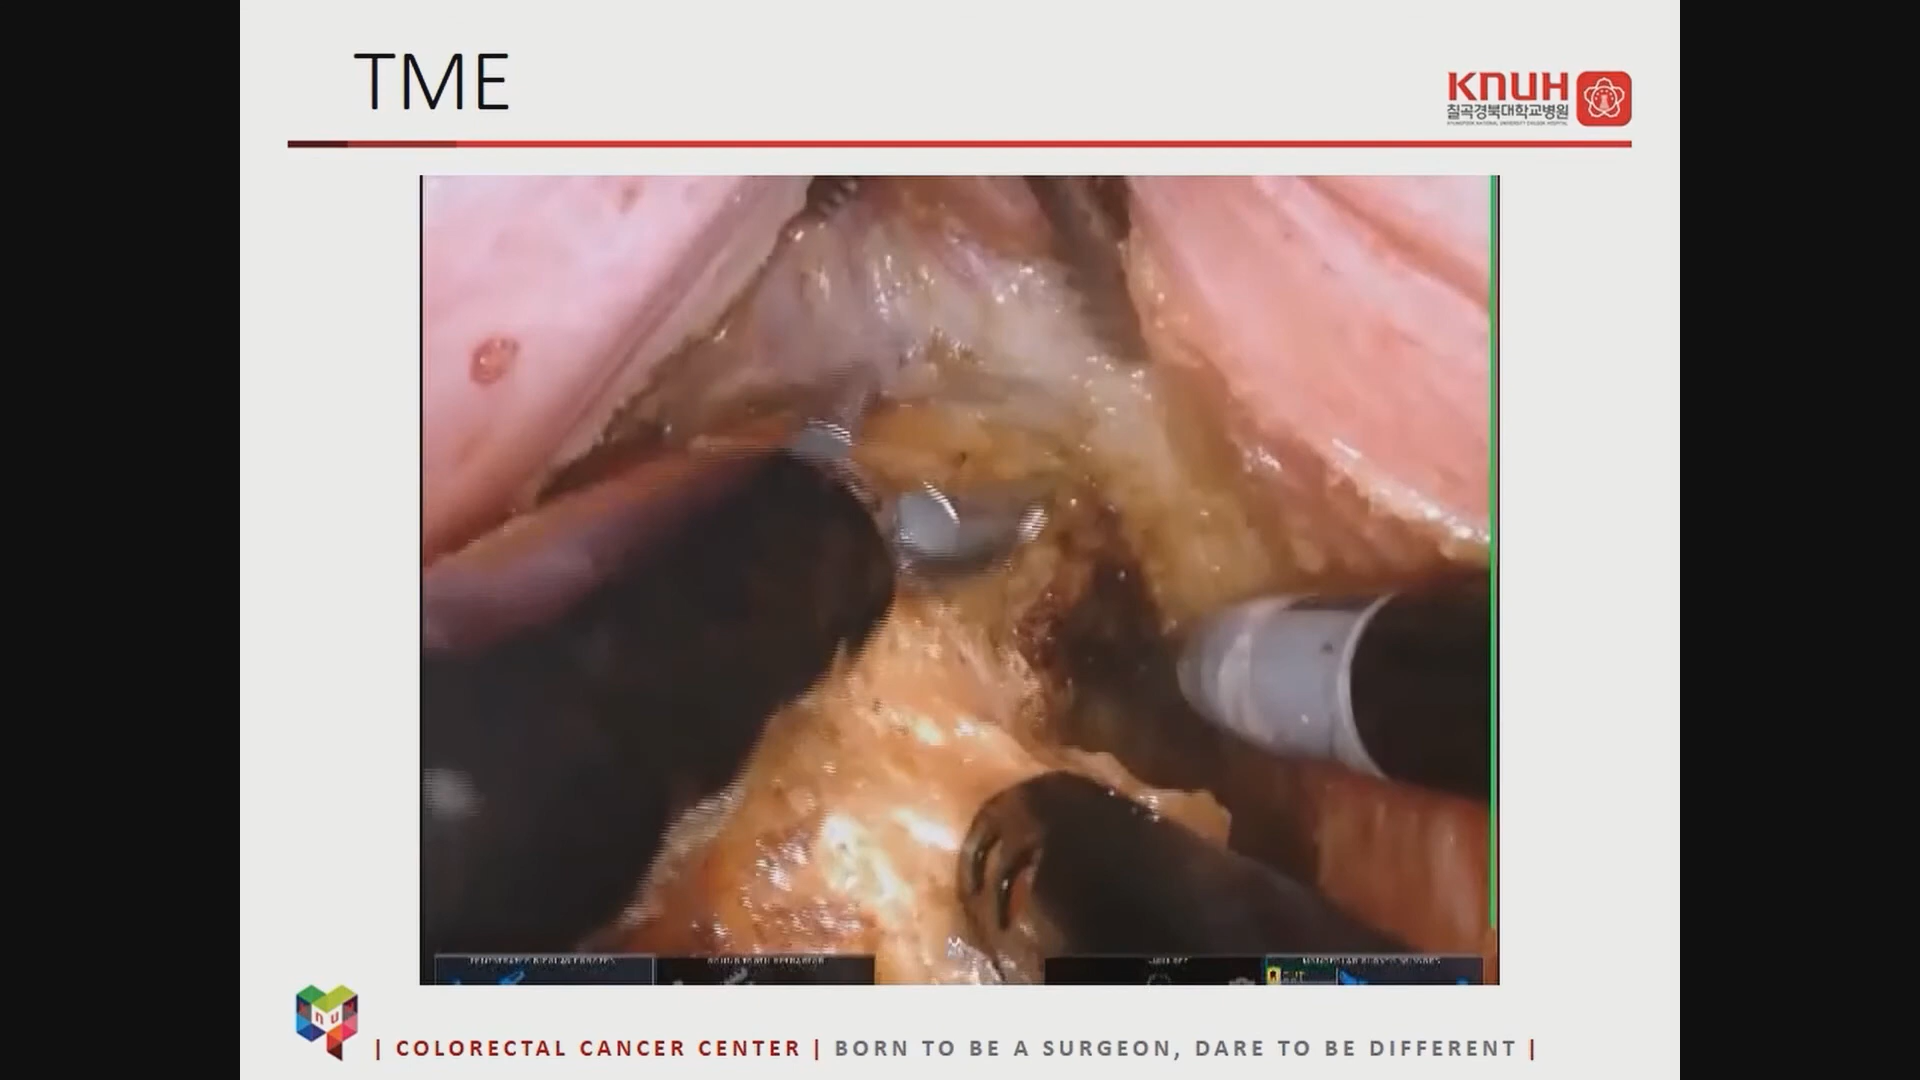 TME
KNUH
칠곡경북대학교병원
| COLORECTAL CANCER CENTER | BORN TO BE A SURGEON, DARE TO BE DIFFERENT |